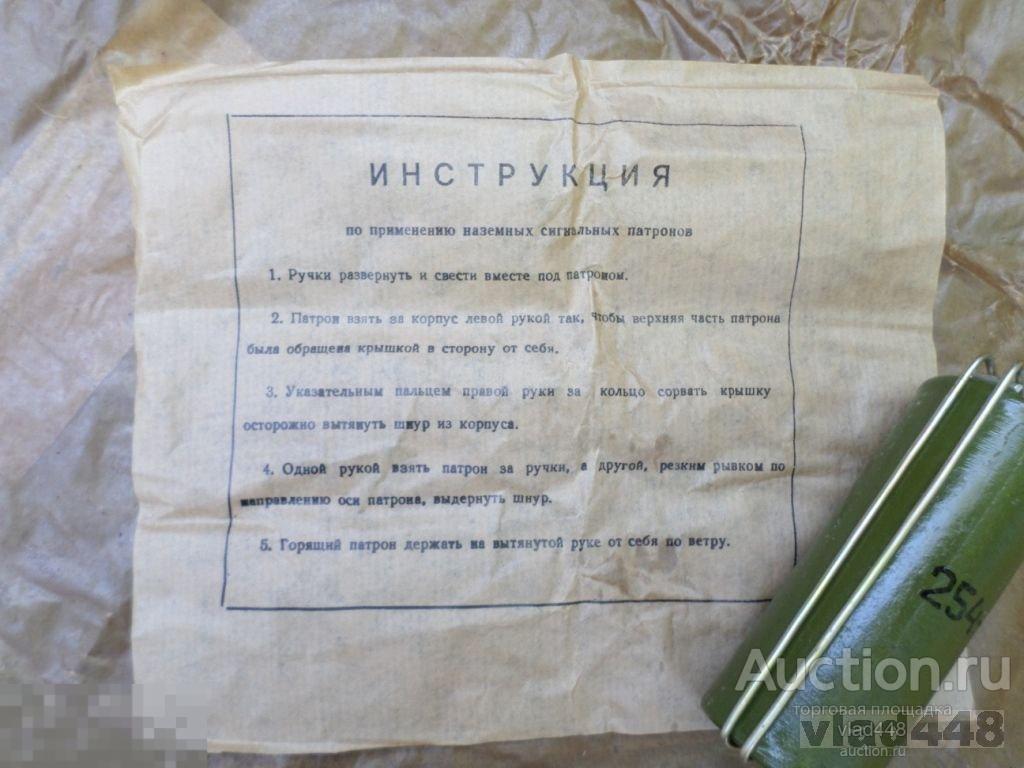 ИНСТРУКЦИЯ
по применению наземных сигнальных патронов
1. Ручки развернуть и свести вместе под патроном.
2. Патрон взять за корпус левой рукой так, чтобы верхняя часть патрона
была обращена крышкой в сторону от себя.
3. Указательным пальцем правой руки за кольцо сорвать крышку
осторожно вытянуть шнур из корпуса.
4. Одной рукой взять патрон за ручки, а другой, резким рывком по
направлению оси патрона, выдернуть шнур.
5. Горящий патрон держать на вытянутой руке от себя по ветру.
254
Auction.ru
торговая площадка
vlad448
vlad448
auction.ru